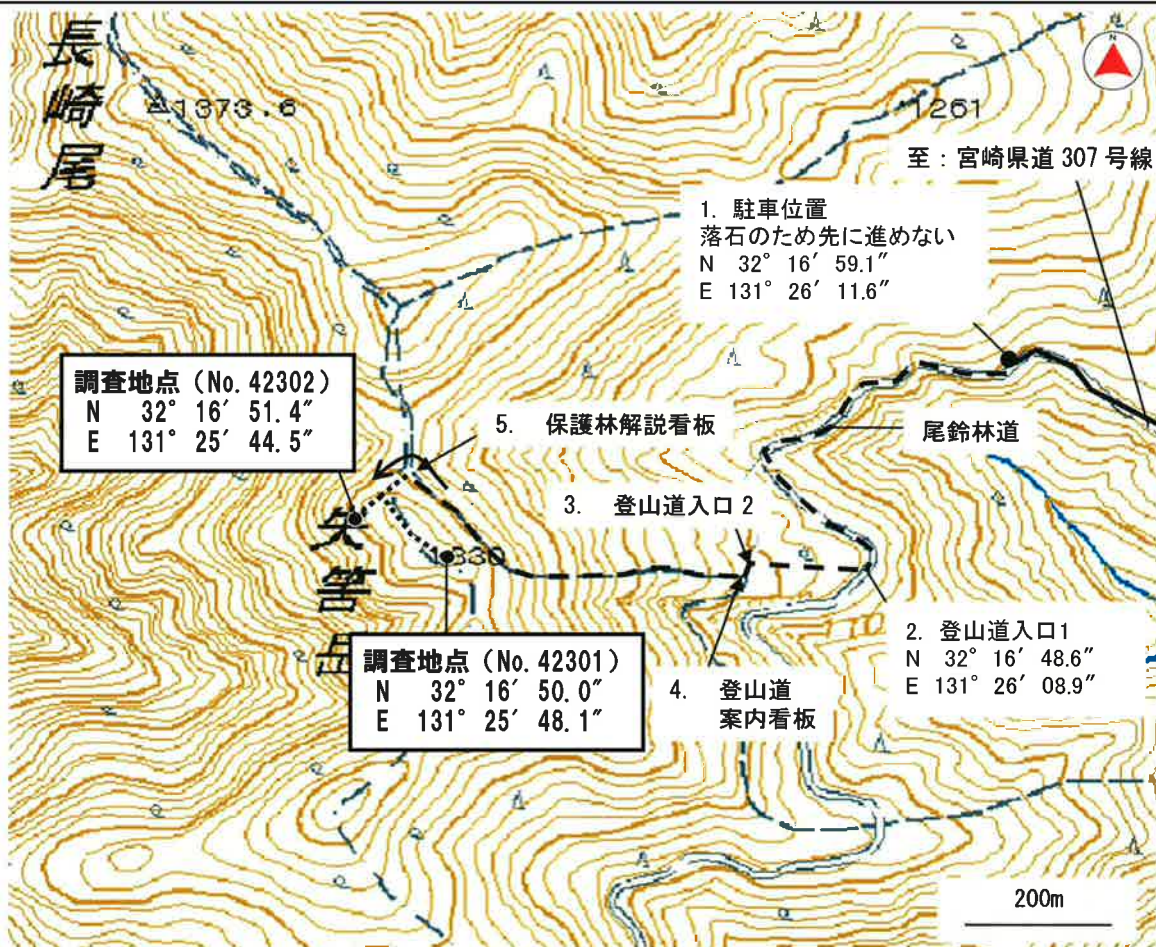 長崎尾
1373.6
1261
N
至：宮崎県道 307 号線
1. 駐車位置
落石のため先に進めない
N 32° 16′ 59.1″
E 131° 26′ 11.6″
調査地点（No. 42302）
N 32° 16′ 51.4″
E 131° 25′ 44.5″
5. 保護林解説看板
尾鈴林道
3. 登山道入口 2
1330
矢筈岳
調査地点（No. 42301）
N 32° 16′ 50.0″
E 131° 25′ 48.1″
4. 登山道
案内看板
2. 登山道入口1
N 32° 16′ 48.6″
E 131° 26′ 08.9″
200m